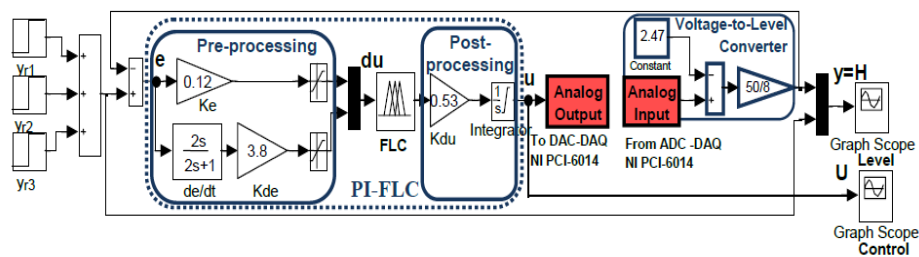 yr1
yr2
yr3
e
Pre-processing
0.12
Ke
2s
2s+1
de/dt
3.8
Kde
du
FLC
PI-FLC
Post-
processing
0.53
Kdu
1
s
Integrator
u
Analog
Output
To DAC-DAQ
NI PCI-6014
Analog
Input
From ADC -DAQ
NI PCI-6014
Voltage-to-Level
Converter
2.47
Constant
50/8
y=H
Graph Scope
Level
U
Graph Scope
Control